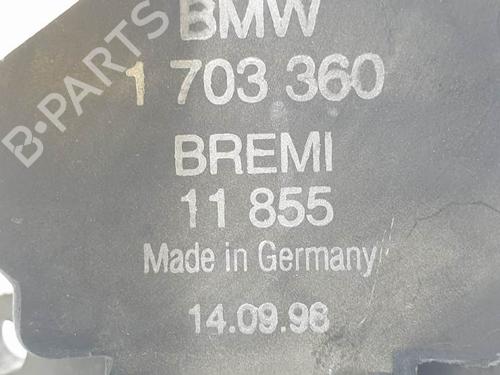 B-PARTS
BMW
1 703 360
BREMI
11 855
Made in Germany
14.09.98